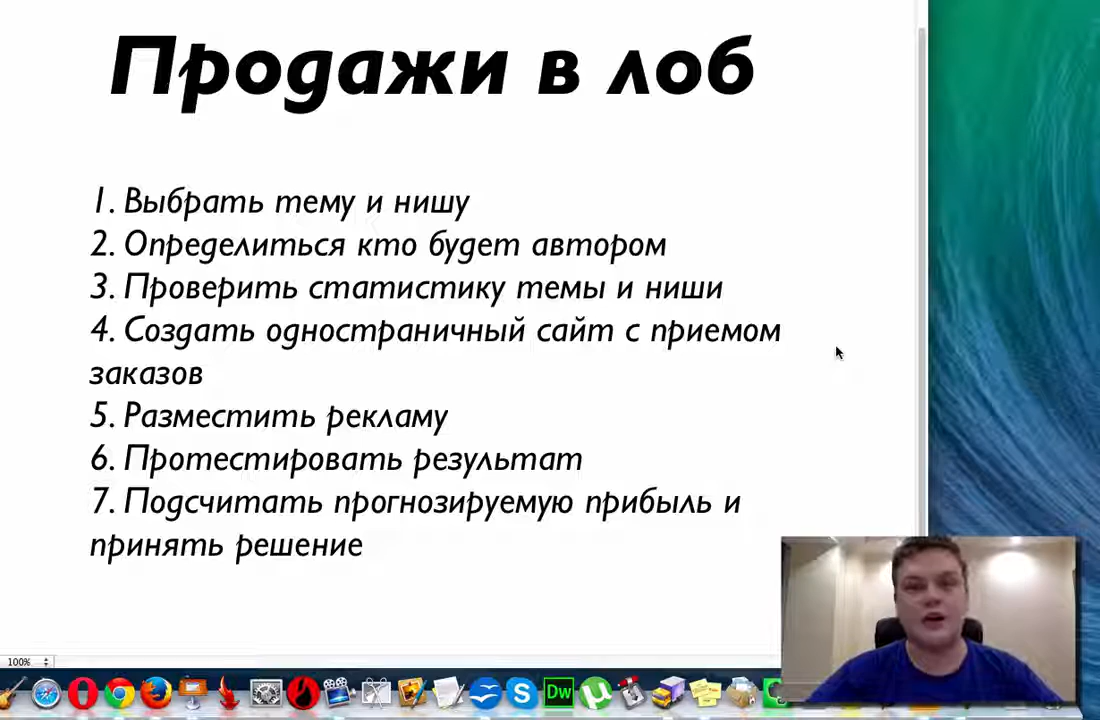 Продажи в лоб
1. Выбрать тему и нишу
2. Определиться кто будет автором
3. Проверить статистику темы и ниши
4. Создать одностраничный сайт с приемом
заказов
5. Разместить рекламу
6. Протестировать результат
7. Подсчитать прогнозируемую прибыль и
принять решение
100%
Dw